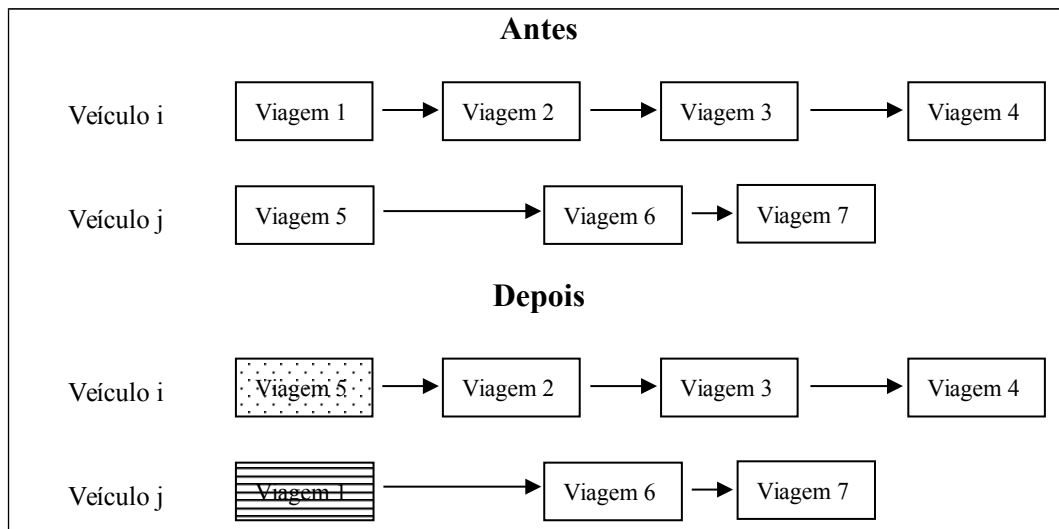 Antes
Veículo i Viagem 1 Viagem 2 Viagem 3 Viagem 4
Veículo j Viagem 5 Viagem 6 Viagem 7
Depois
Veículo i Viagem 5 Viagem 2 Viagem 3 Viagem 4
Veículo j Viagem 1 Viagem 6 Viagem 7